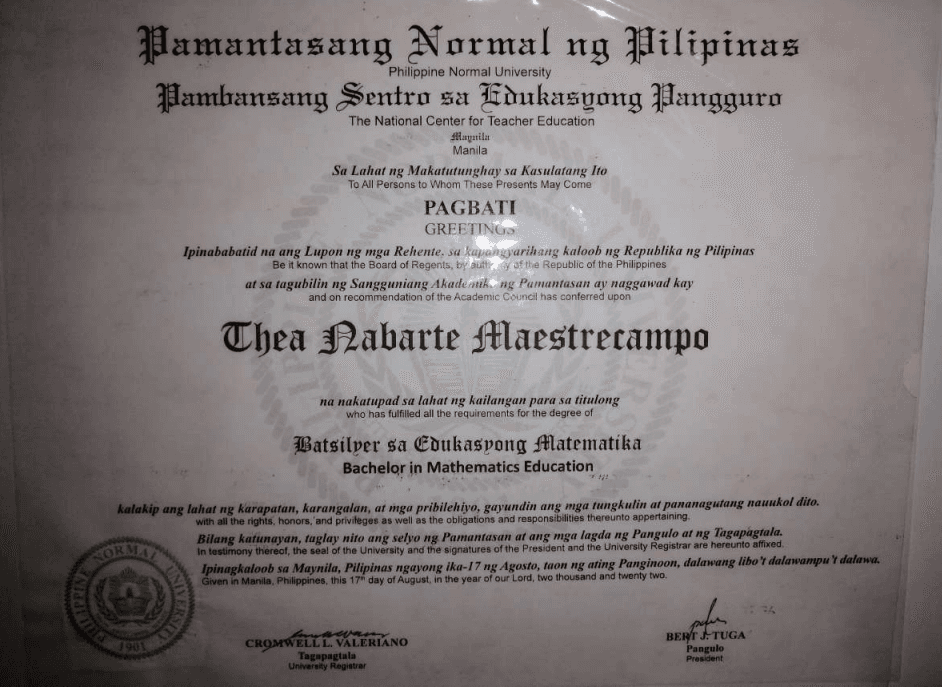 Pamantasang Normal ng Pilipinas
Philippine Normal University
Pambansang Sentro sa Edukasyong Pangguro
The National Center for Teacher Education
Maynila
Manila
Sa Lahat ng Makatutunghay sa Kasulatang Ito
To All Persons to Whom These Presents May Come
PAGBATI
GREETINGS
Ipinababatid na ang Lupon ng mga Rehente, sa kapangyarihang kaloob ng Republika ng Pilipinas
Be it known that the Board of Regents, by authority of the Republic of the Philippines
at sa tagubilin ng Sangguniang Akademiko ng Pamantasan ay naggawad kay
and on recommendation of the Academic Council has conferred upon
Thea Nabarte Maestrecampo
na nakatupad sa lahat ng kailangan para sa titulong
who has fulfilled all the requirements for the degree of
Batsilyer sa Edukasyong Matematika
Bachelor in Mathematics Education
kalakip ang lahat ng karapatan, karangalan, at mga pribilehiyo, gayundin ang mga tungkulin at pananagutang nauukol dito.
with all the rights, honors, and privileges as well as the obligations and responsibilities thereunto appertaining.
Bilang katunayan, taglay nito ang selyo ng Pamantasan at ang mga lagda ng Pangulo at ng Tagapagtala.
In testimony thereof, the seal of the University and the signatures of the President and the University Registrar are hereunto affixed.
Ipinagkaloob sa Maynila, Pilipinas ngayong ika-17 ng Agosto, taon ng ating Panginoon, dalawang libo't dalawampu't dalawa.
Given in Manila, Philippines, this 17th day of August, in the year of our Lord, two thousand and twenty two.
PHILIPPINE NORMAL UNIVERSITY
1901
CROMWELL L. VALERIANO
Tagapagtala
University Registrar
BERT J. TUGA
Pangulo
President